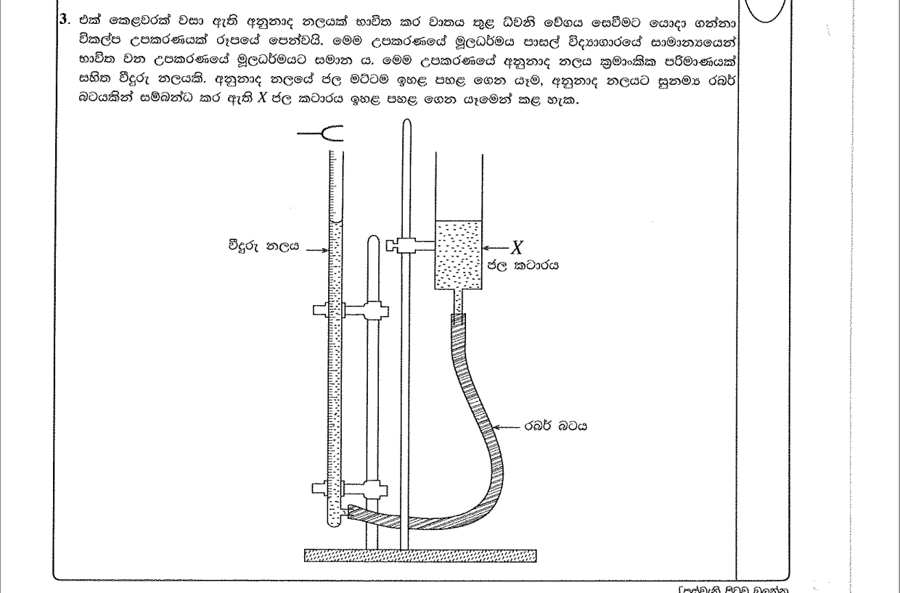 3. එක් කෙළවරක් වසා ඇති අනුනාද නලයක් භාවිත කර වාතය තුළ ධ්වනි වේගය සෙවීමට යොදා ගන්නා
විකල්ප උපකරණයක් රූපයේ පෙන්වයි. මෙම උපකරණයේ මූලධර්මය පාසල් විද්‍යාගාරයේ සාමාන්‍යයෙන්
භාවිත වන උපකරණයේ මූලධර්මයට සමාන ය. මෙම උපකරණයේ අනුනාද නලය ක්‍රමාංකික පරිමාණයක්
සහිත වීදුරු නලයකි. අනුනාද නලයේ ජල මට්ටම ඉහළ පහළ ගෙන යෑම, අනුනාද නලයට සුනම්‍ය රබර්
බටයකින් සම්බන්ධ කර ඇති X ජල කටාරය ඉහළ පහළ ගෙන යෑමෙන් කළ හැක.
වීදුරු නලය
X
ජල කටාරය
රබර් බටය
[පස්වැනි පිටුව බලන්න